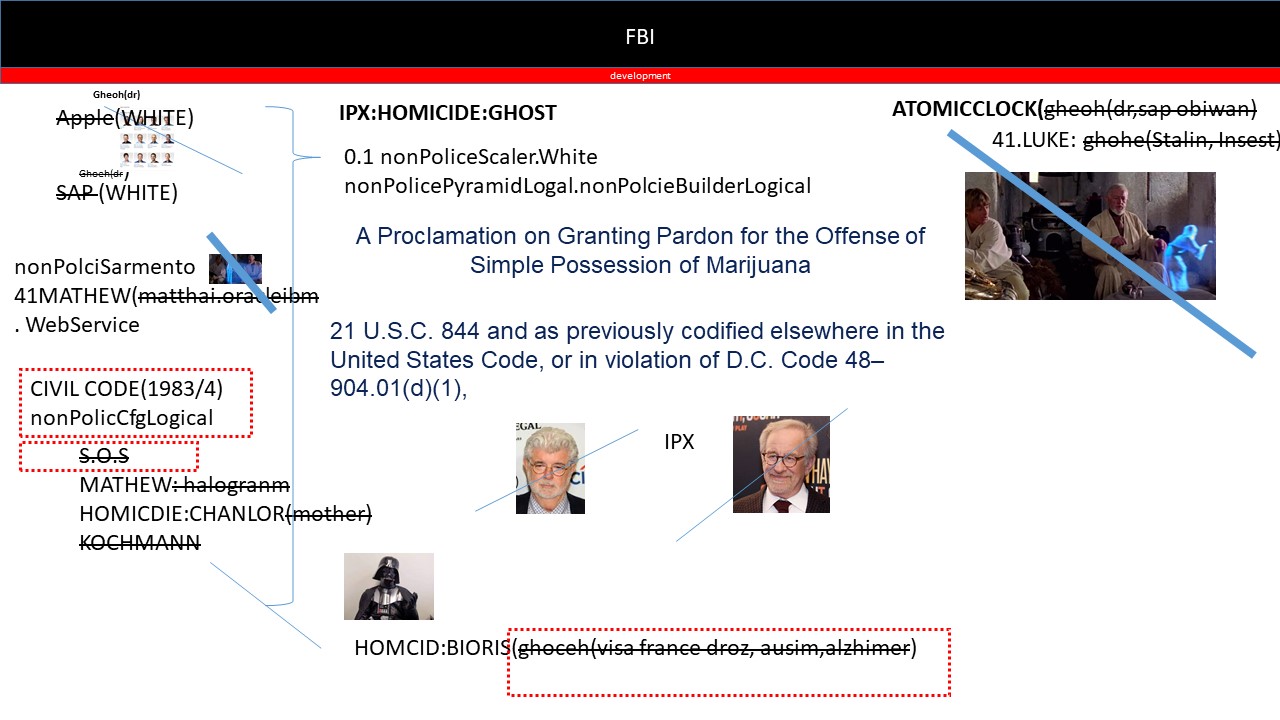 FBI
development
Gheoh(dr)
Apple(WHITE)
Ghoeh(dr)
SAP (WHITE)
nonPolciSarmento
41MATHEW(matthai.oracleibm
. WebService
CIVIL CODE(1983/4)
nonPolicCfgLogical
S.O.S
MATHEW: halogranm
HOMICDIE:CHANLOR(mother)
KOCHMANN
IPX:HOMICIDE:GHOST
0.1 nonPoliceScaler.White
nonPolicePyramidLogal.nonPolcieBuilderLogical
A Proclamation on Granting Pardon for the Offense of
Simple Possession of Marijuana
21 U.S.C. 844 and as previously codified elsewhere in the
United States Code, or in violation of D.C. Code 48–
904.01(d)(1),
EGAL
IPX
HOMCID:BIORIS(ghoceh(visa france droz, ausim,alzhimer)
ATOMICCLOCK(gheoh(dr,sap obiwan)
41.LUKE: ghohe(Stalin, Insest)